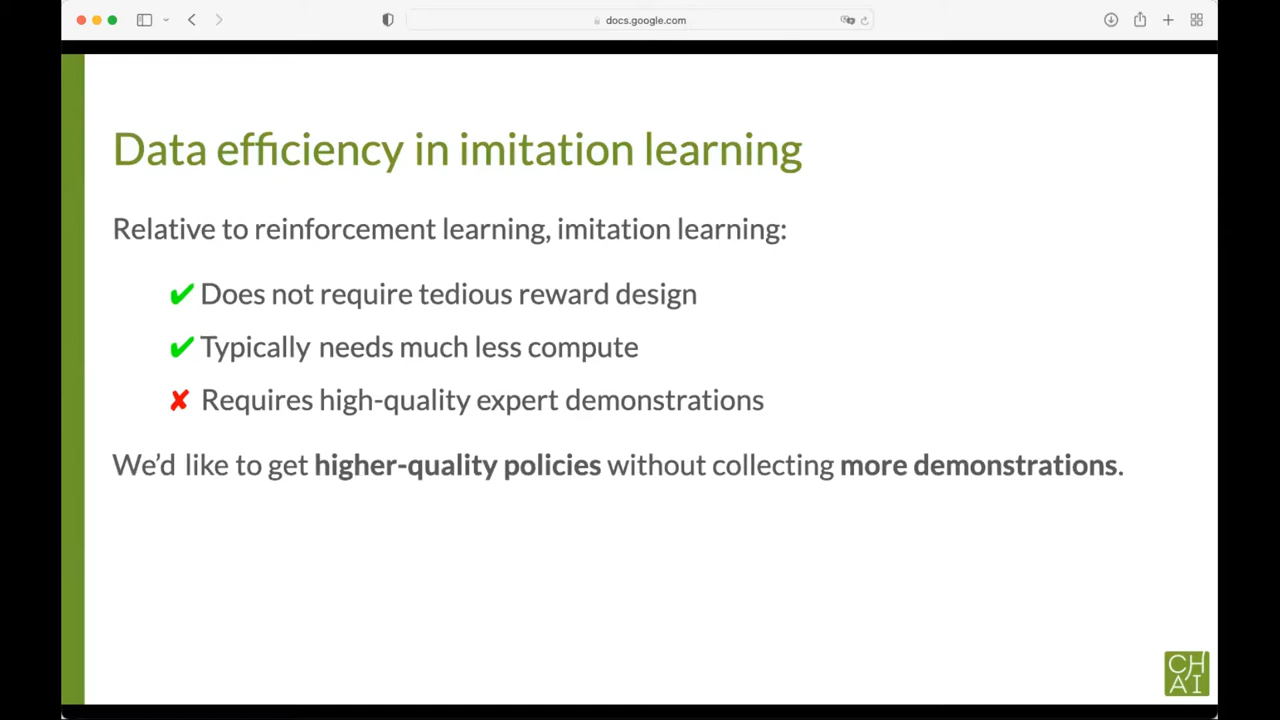 docs.google.com
Data efficiency in imitation learning
Relative to reinforcement learning, imitation learning:
✔ Does not require tedious reward design
✔ Typically needs much less compute
✘ Requires high-quality expert demonstrations
We'd like to get higher-quality policies without collecting more demonstrations.
CH
A'I